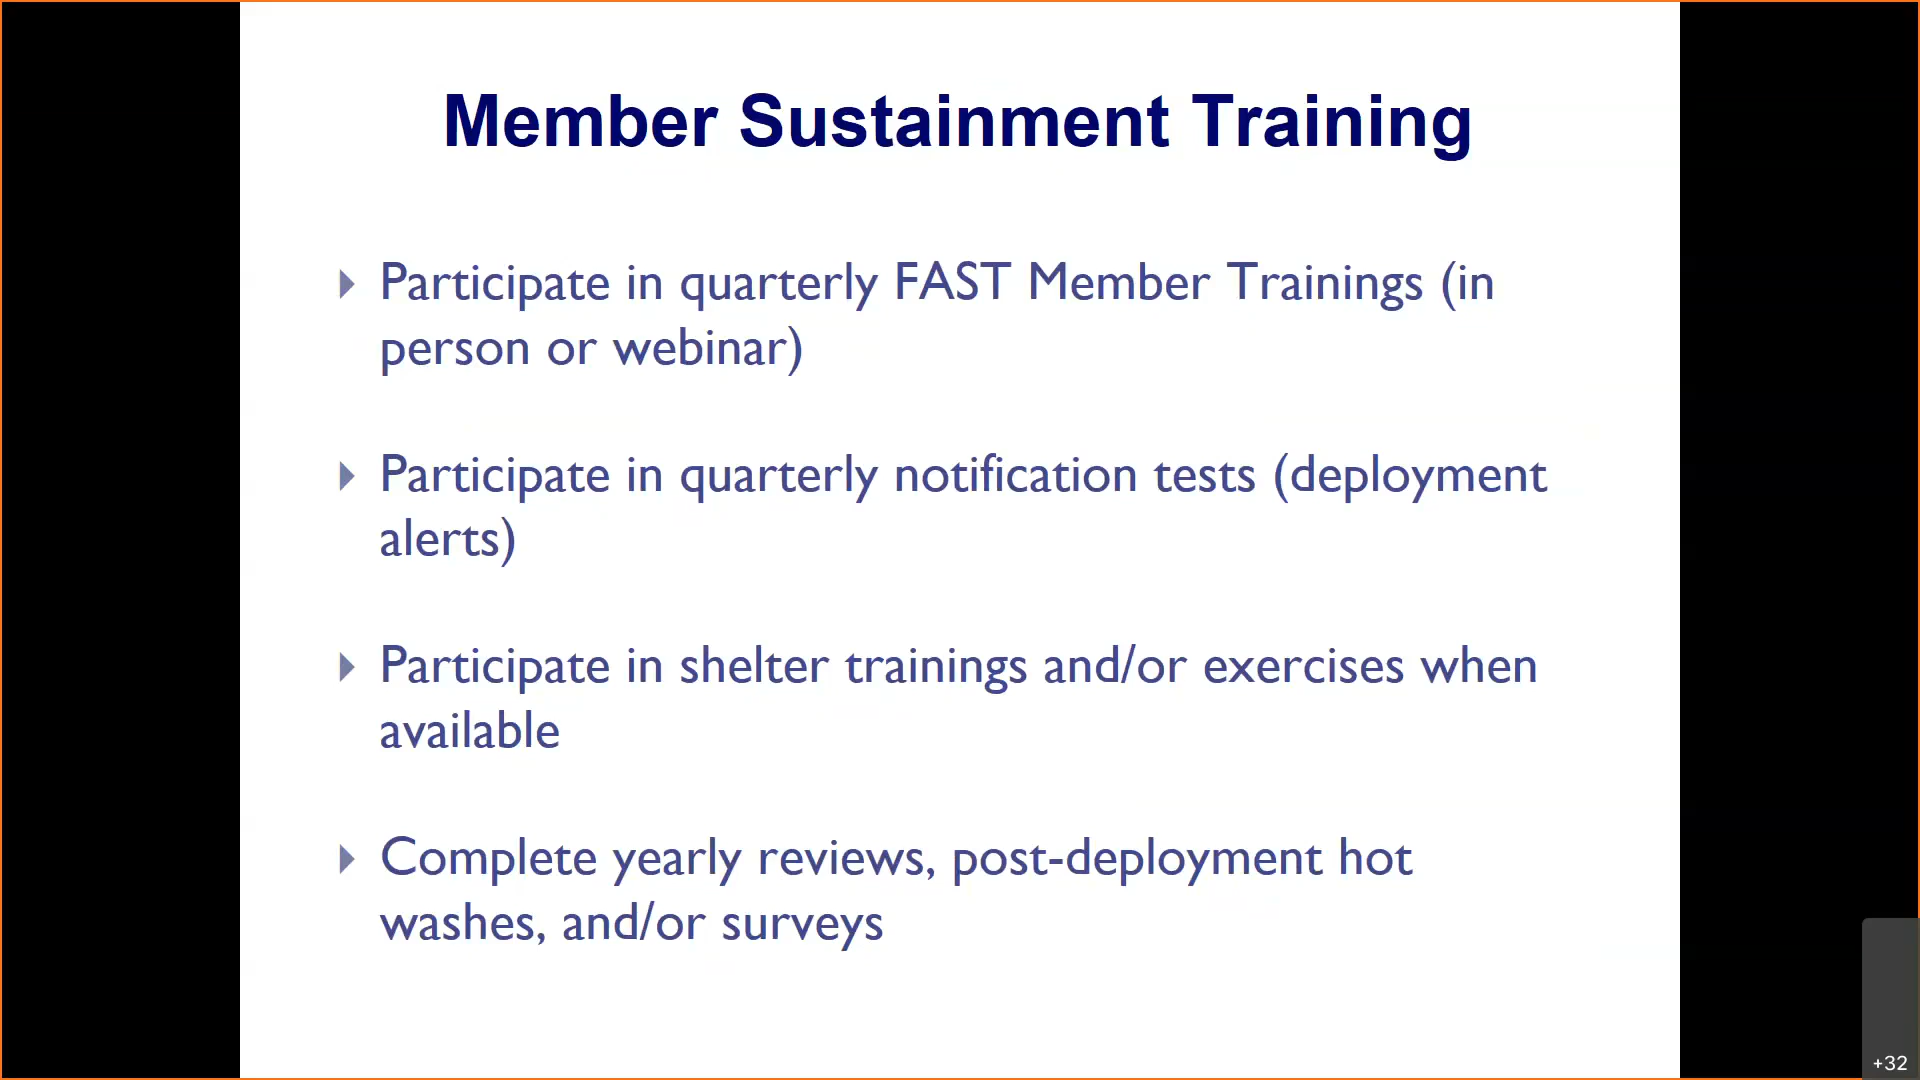 Member Sustainment Training
Participate in quarterly FAST Member Trainings (in
person or webinar)
Participate in quarterly notification tests (deployment
alerts)
Participate in shelter trainings and/or exercises when
available
Complete yearly reviews, post-deployment hot
washes, and/or surveys
+32